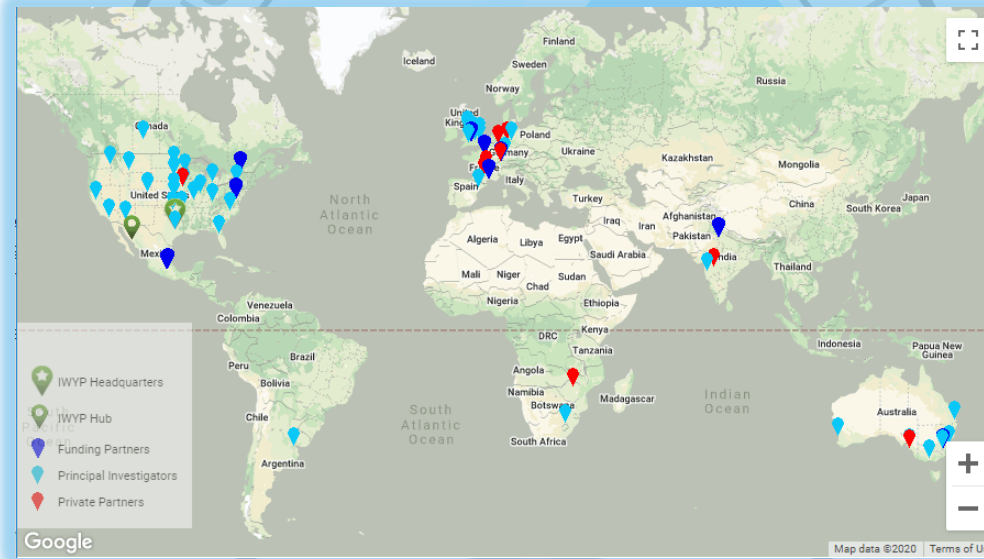 Iceland
Finland
Sweden
Norway
Russia
Canada
United
King
Poland
Germany
Ukraine
Kazakhstan
Mongolia
France
Italy
Spain
Turkey
China
Japan
South Korea
United States
North
Atlantic
Ocean
Afghanistan
Iraq
Iran
Pakistan
Algeria
Libya
Egypt
Saudi Arabia
India
Mexico
Mali
Niger
Chad
Sudan
Thailand
Nigeria
Ethiopia
Venezuela
Colombia
DRC
Kenya
Tanzania
Indonesia
Papua New
Guinea
Peru
Brazil
Angola
Namibia
Botswana
Madagascar
Bolivia
Indian
Ocean
Chile
South
Atlantic
Ocean
South Africa
Australia
Argentina
IWYP Headquarters
IWYP Hub
Funding Partners
Principal Investigators
Private Partners
South
Pacific
Ocean
Google
Map data ©2020
Terms of U